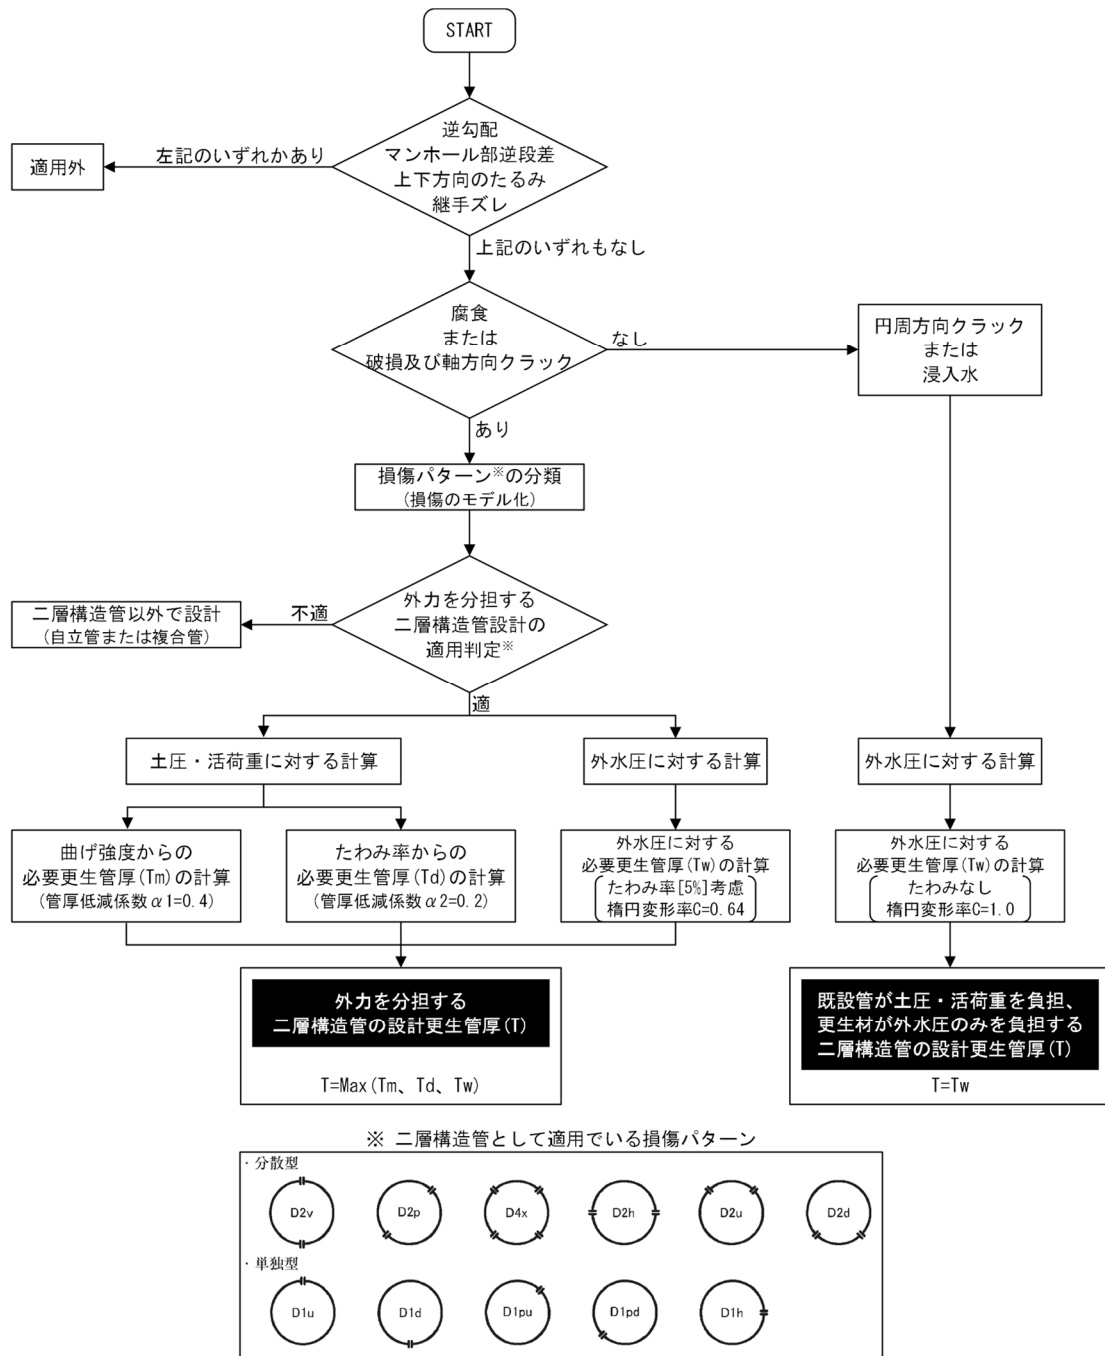 START
逆勾配
マンホール部逆段差
上下方向のたるみ
継手ズレ
左記のいずれかあり
適用外
上記のいずれもなし
腐食
または
破損及び軸方向クラック
なし
円周方向クラック
または
浸入水
あり
損傷パターン※の分類
(損傷のモデル化)
外力を分担する
二層構造管設計の
適用判定※
不適
二層構造管以外で設計
(自立管または複合管)
適
土圧・活荷重に対する計算
外水圧に対する計算
外水圧に対する計算
曲げ強度からの
必要更生管厚(Tm)の計算
(管厚低減係数α1=0.4)
たわみ率からの
必要更生管厚(Td)の計算
(管厚低減係数α2=0.2)
外水圧に対する
必要更生管厚(Tw)の計算
たわみ率[5%]考慮
楕円変形率C=0.64
外水圧に対する
必要更生管厚(Tw)の計算
たわみなし
楕円変形率C=1.0
外力を分担する
二層構造管の設計更生管厚(T)
T=Max(Tm、Td、Tw)
既設管が土圧・活荷重を負担、
更生材が外水圧のみを負担する
二層構造管の設計更生管厚(T)
T=Tw
※ 二層構造管として適用でいる損傷パターン
・分散型
D2v D2p D4x D2h D2u D2d
・単独型
D1u D1d D1pu D1pd D1h